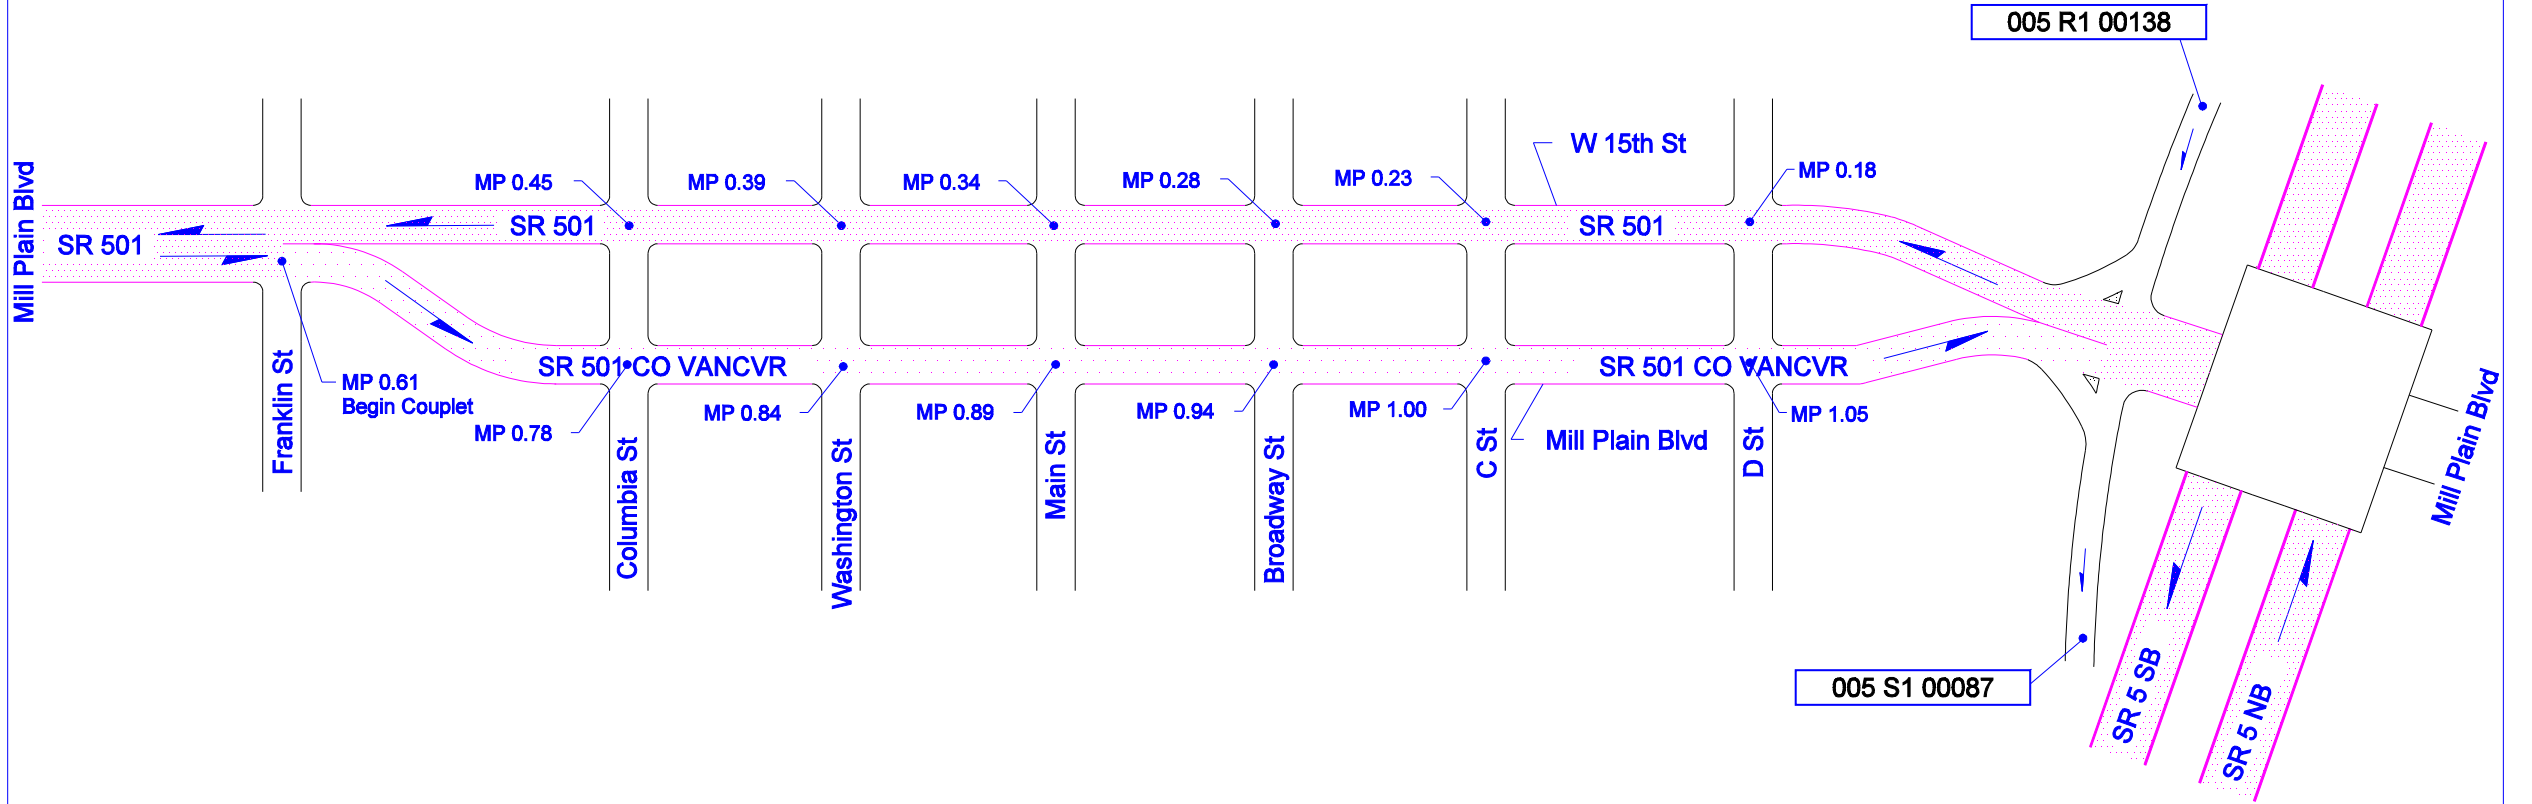 005 R1 00138
W 15th St
MP 0.45
MP 0.39
MP 0.34
MP 0.28
MP 0.23
MP 0.18
Mill Plain Blvd
SR 501
SR 501
SR 501
SR 501 CO VANCVR
SR 501 CO VANCVR
MP 0.61
Begin Couplet
MP 0.78
MP 0.84
MP 0.89
MP 0.94
MP 1.00
MP 1.05
Mill Plain Blvd
Franklin St
Columbia St
Washington St
Main St
Broadway St
C St
D St
Mill Plain Blvd
005 S1 00087
SR 5 SB
SR 5 NB